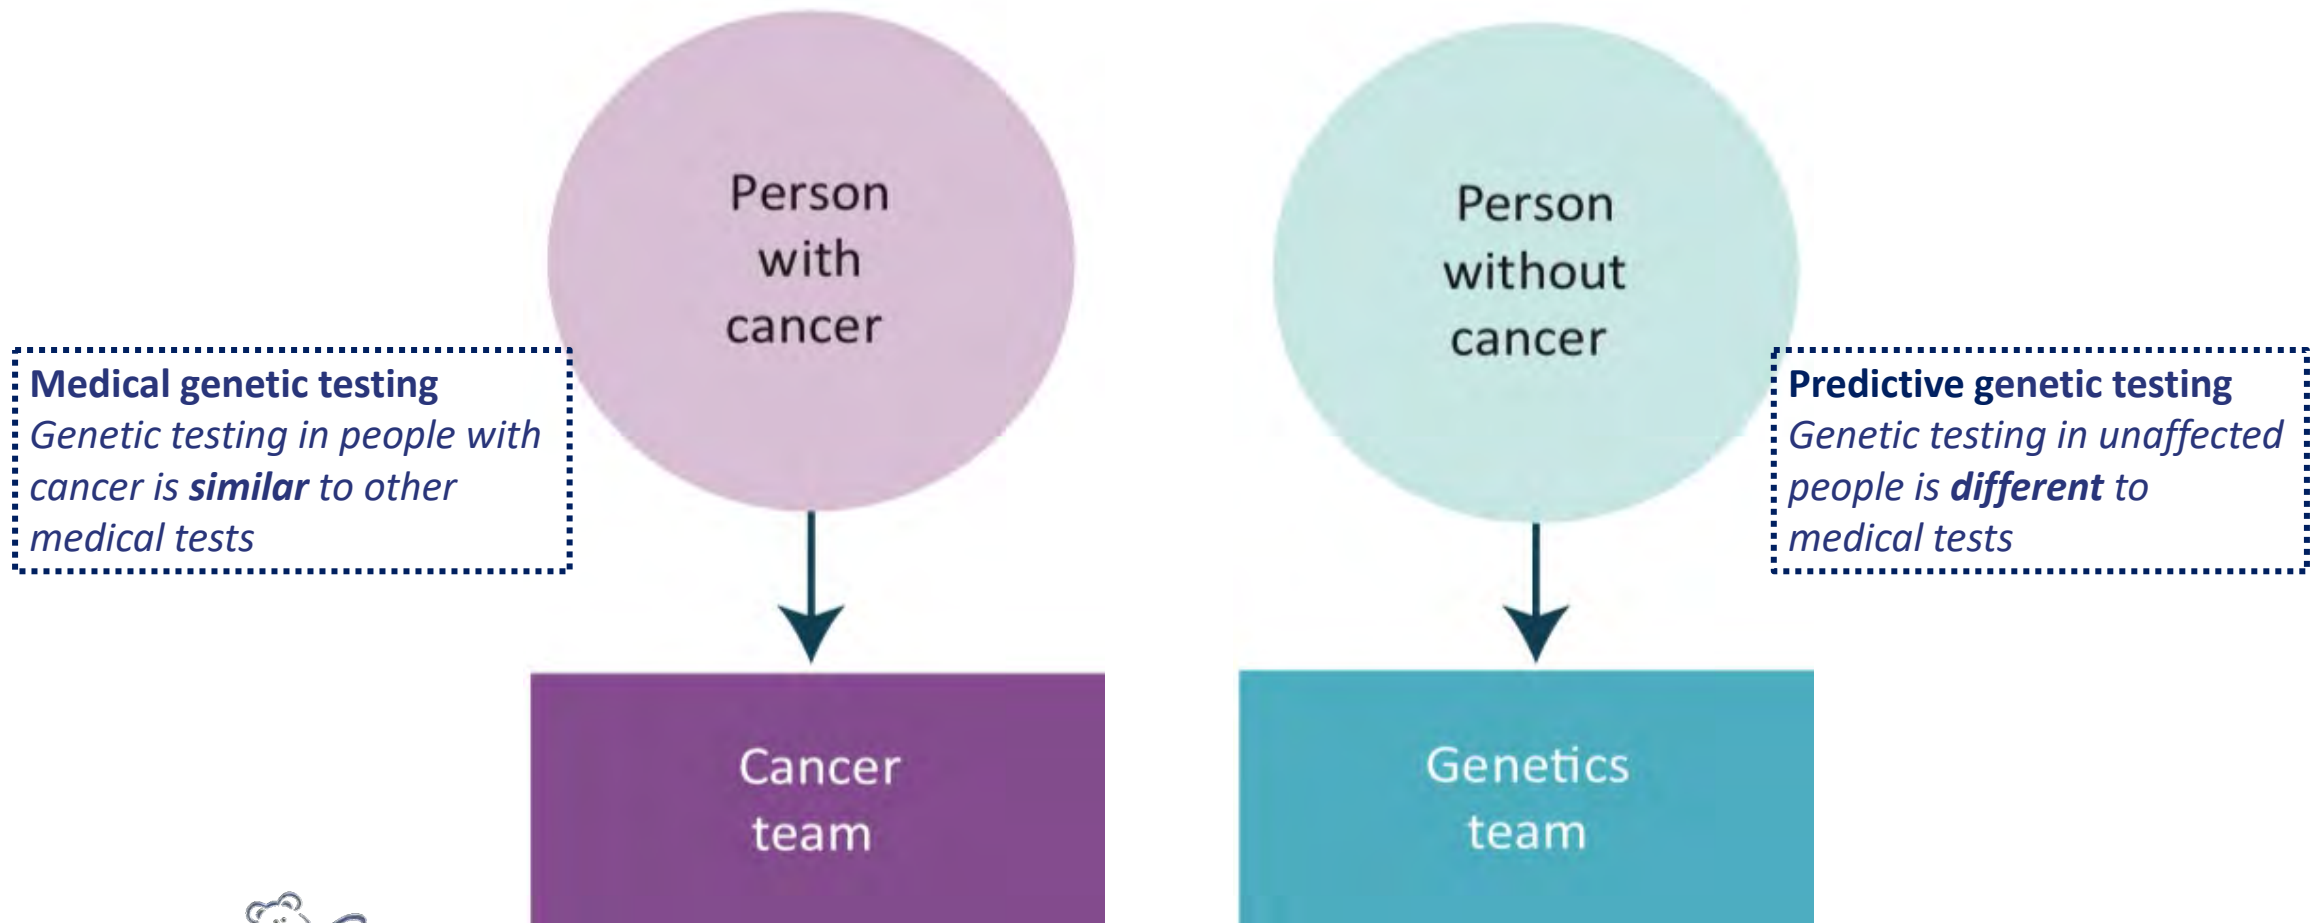 Person
with
cancer
Person
without
cancer
Medical genetic testing
Genetic testing in people with
cancer is similar to other
medical tests
Predictive genetic testing
Genetic testing in unaffected
people is different to
medical tests
Cancer
team
Genetics
team